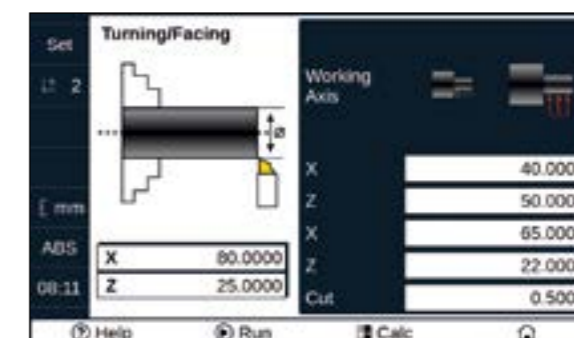 Set
Turning/Facing
2
Working
Axis
ø
X 40.000
Z 50.000
mm
X 65.000
ABS
X 80.0000
Z 22.000
08:11
Z 25.0000
Cut 0.500
? Help
Run
Calc